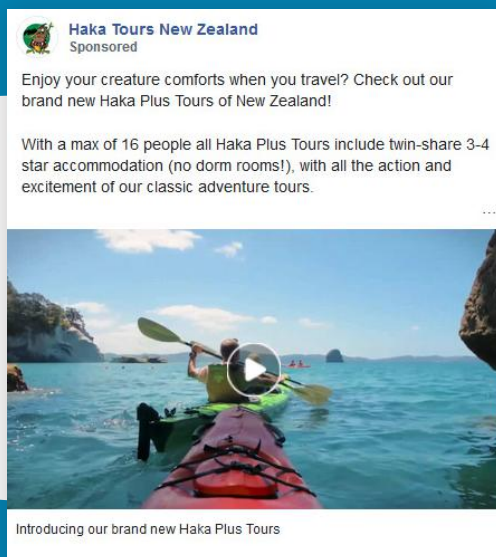 Haka Tours New Zealand
Sponsored
Enjoy your creature comforts when you travel? Check out our
brand new Haka Plus Tours of New Zealand!
With a max of 16 people all Haka Plus Tours include twin-share 3-4
star accommodation (no dorm rooms!), with all the action and
excitement of our classic adventure tours.
...
Introducing our brand new Haka Plus Tours